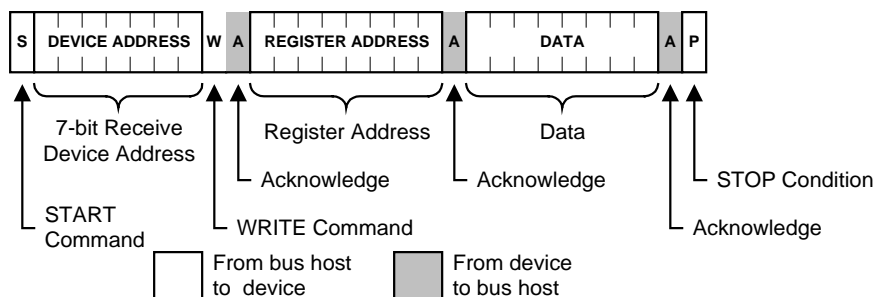 S DEVICE ADDRESS W A REGISTER ADDRESS A DATA A P
7-bit Receive
Device Address
Register Address
Data
Acknowledge
Acknowledge
STOP Condition
START
Command
WRITE Command
Acknowledge
From bus host
to device
From device
to bus host